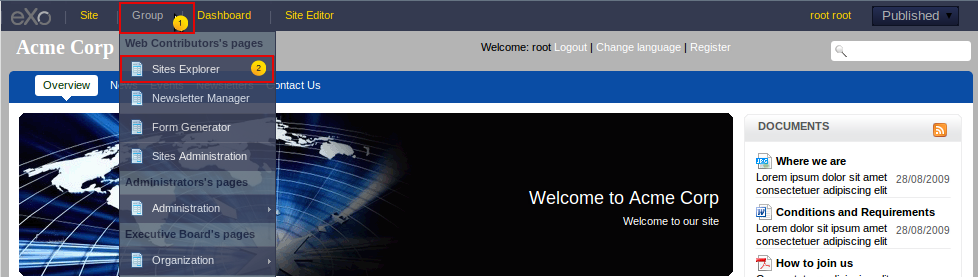 eXo Site Group 1 Dashboard Site Editor root root Published
Web Contributors's pages
Acme Corp Welcome: root Logout | Change language | Register
Sites Explorer 2
Overview Contact Us
Newsletter Manager
Form Generator
Sites Administration
Administrators's pages
Administration
Executive Board's pages
Organization
Welcome to Acme Corp
Welcome to our site
DOCUMENTS
Where we are
Lorem ipsum dolor sit amet
consectetuer adipiscing elit 28/08/2009
Conditions and Requirements
Lorem ipsum dolor sit amet
consectetuer adipiscing elit 28/08/2009
How to join us